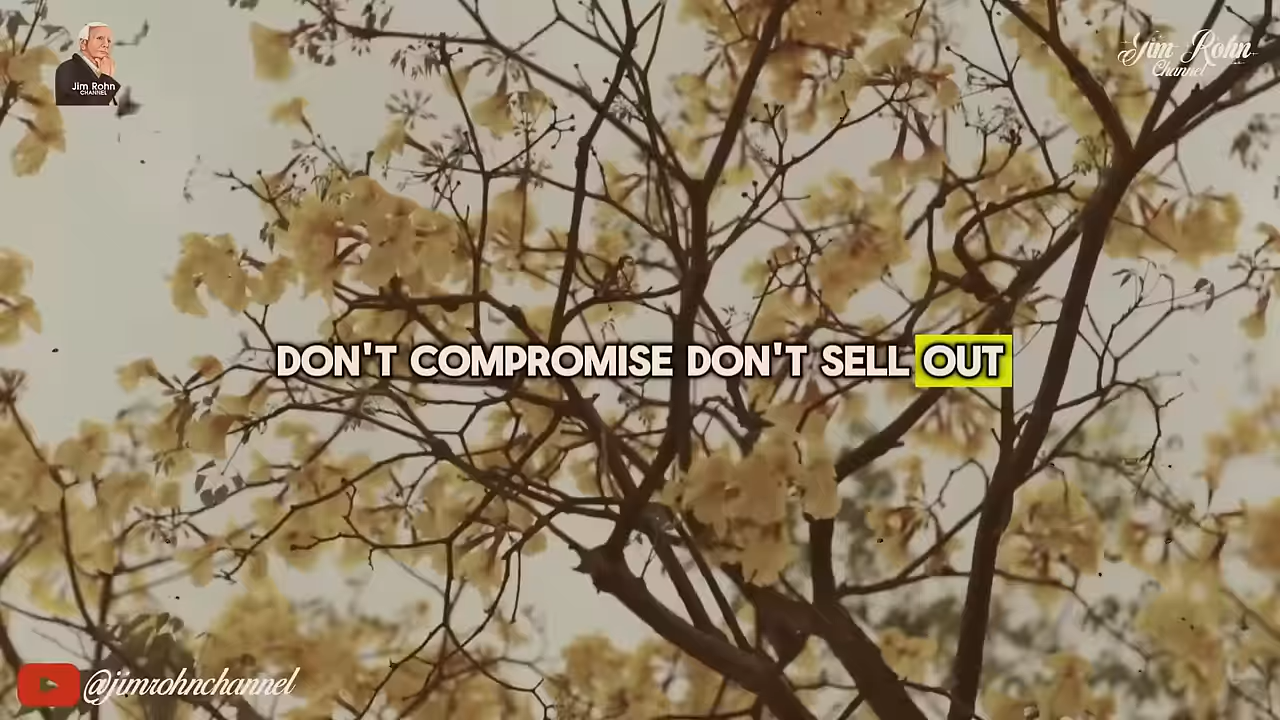 Jim Rohn
CHANNEL
Jim Rohn
Channel
DON'T COMPROMISE DON'T SELL OUT
@jimrohnchannel